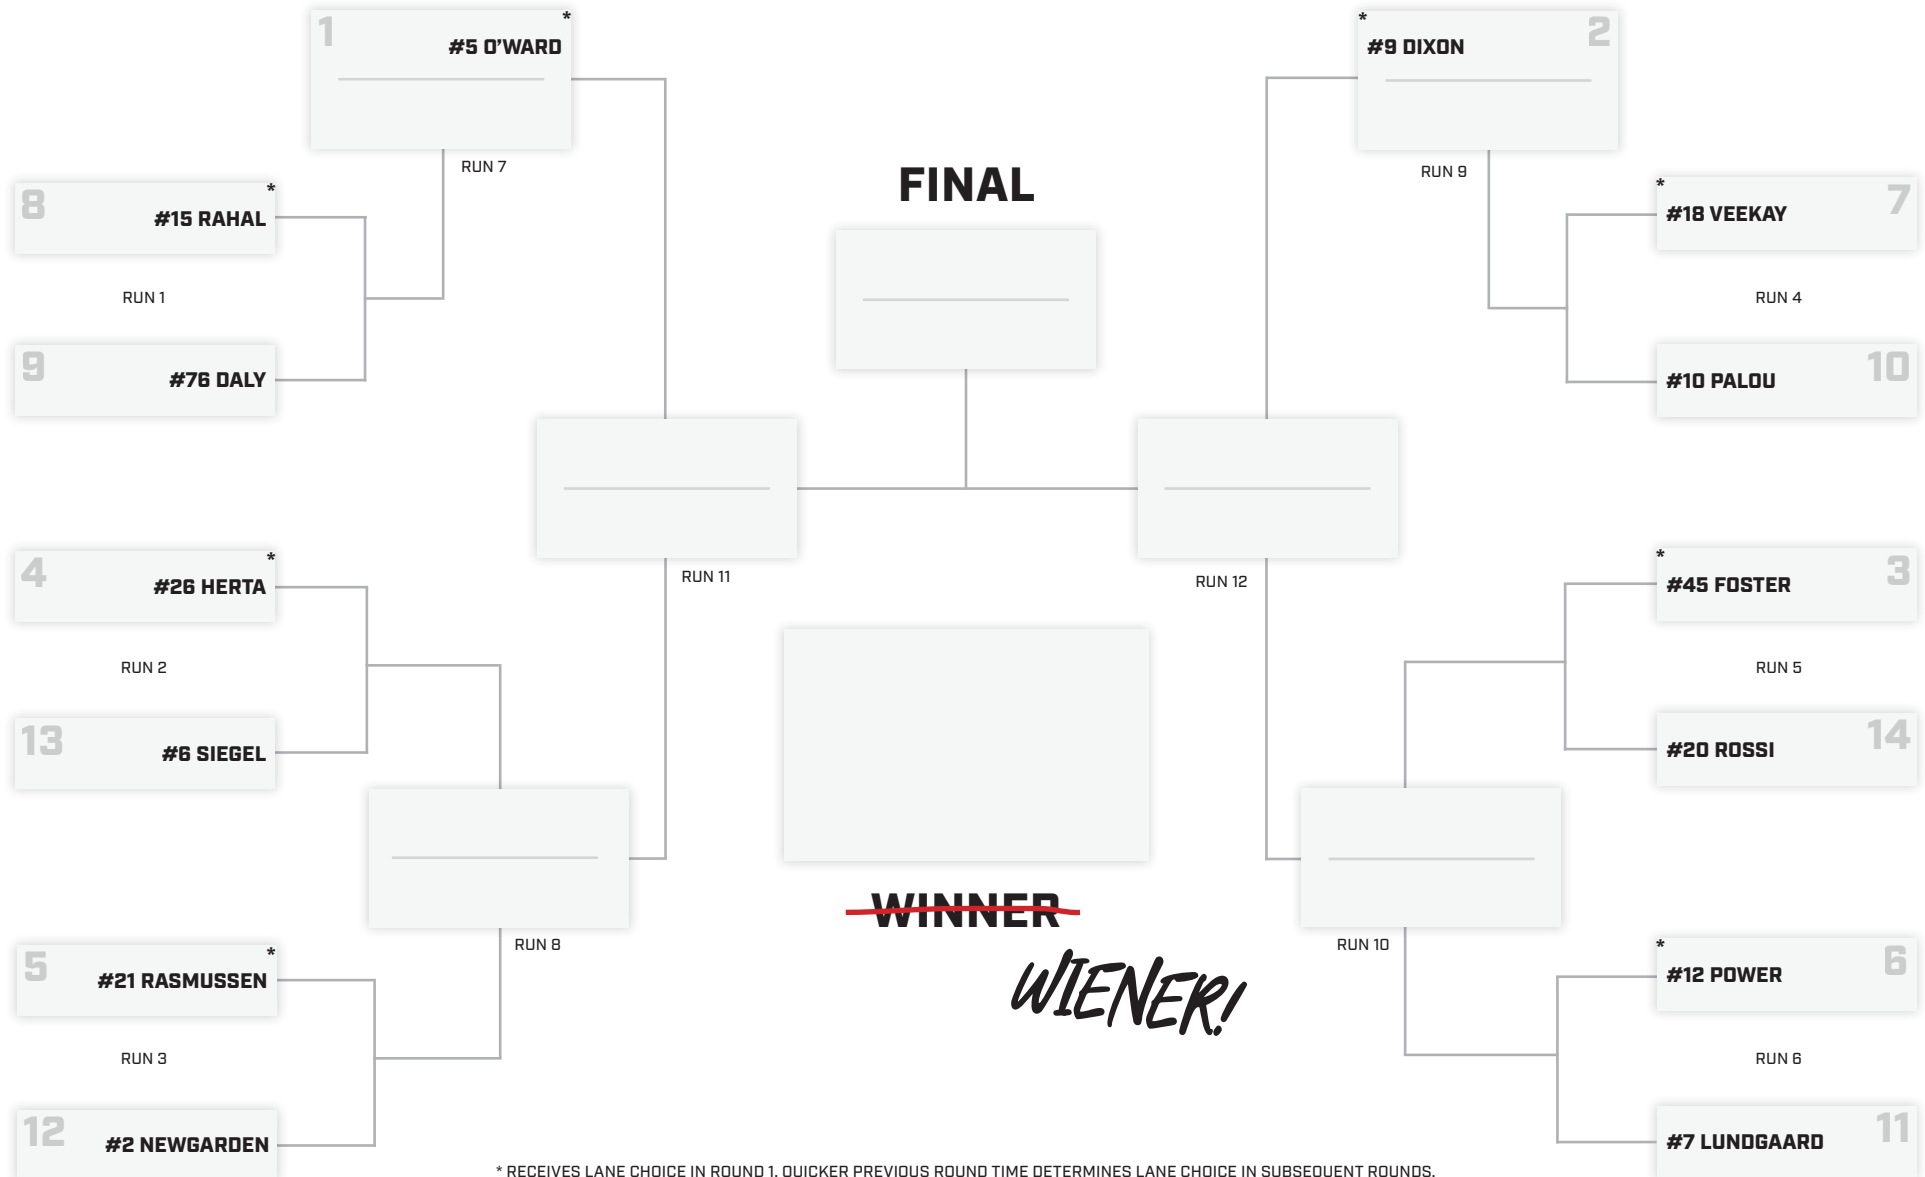 1
*
#5 O'WARD
RUN 7
8
*
#15 RAHAL
RUN 1
9
#76 DALY
4
*
#26 HERTA
RUN 2
13
#6 SIEGEL
5
*
#21 RASMUSSEN
RUN 3
12
#2 NEWGARDEN
RUN 8
RUN 11
FINAL
WINNER
WIENER!
*
#9 DIXON
2
RUN 9
*
#18 VEEKAY
7
RUN 4
#10 PALOU
10
RUN 12
*
#45 FOSTER
3
RUN 5
#20 ROSSI
14
RUN 10
*
#12 POWER
6
RUN 6
#7 LUNDGAARD
11
* RECEIVES LANE CHOICE IN ROUND 1. QUICKER PREVIOUS ROUND TIME DETERMINES LANE CHOICE IN SUBSEQUENT ROUNDS.